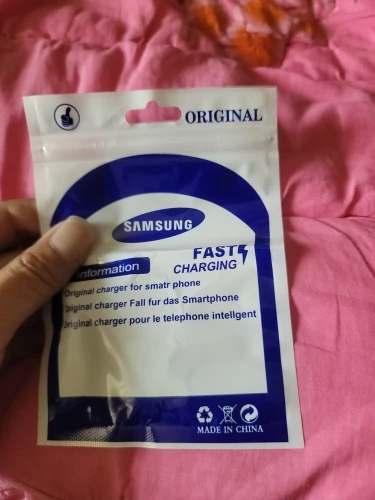 ORIGINAL
SAMSUNG
FAST
CHARGING
Information
Original charger for smatr phone
Original charger Fall fur das Smartphone
Original charger pour le telephone intellgent
MADE IN CHINA